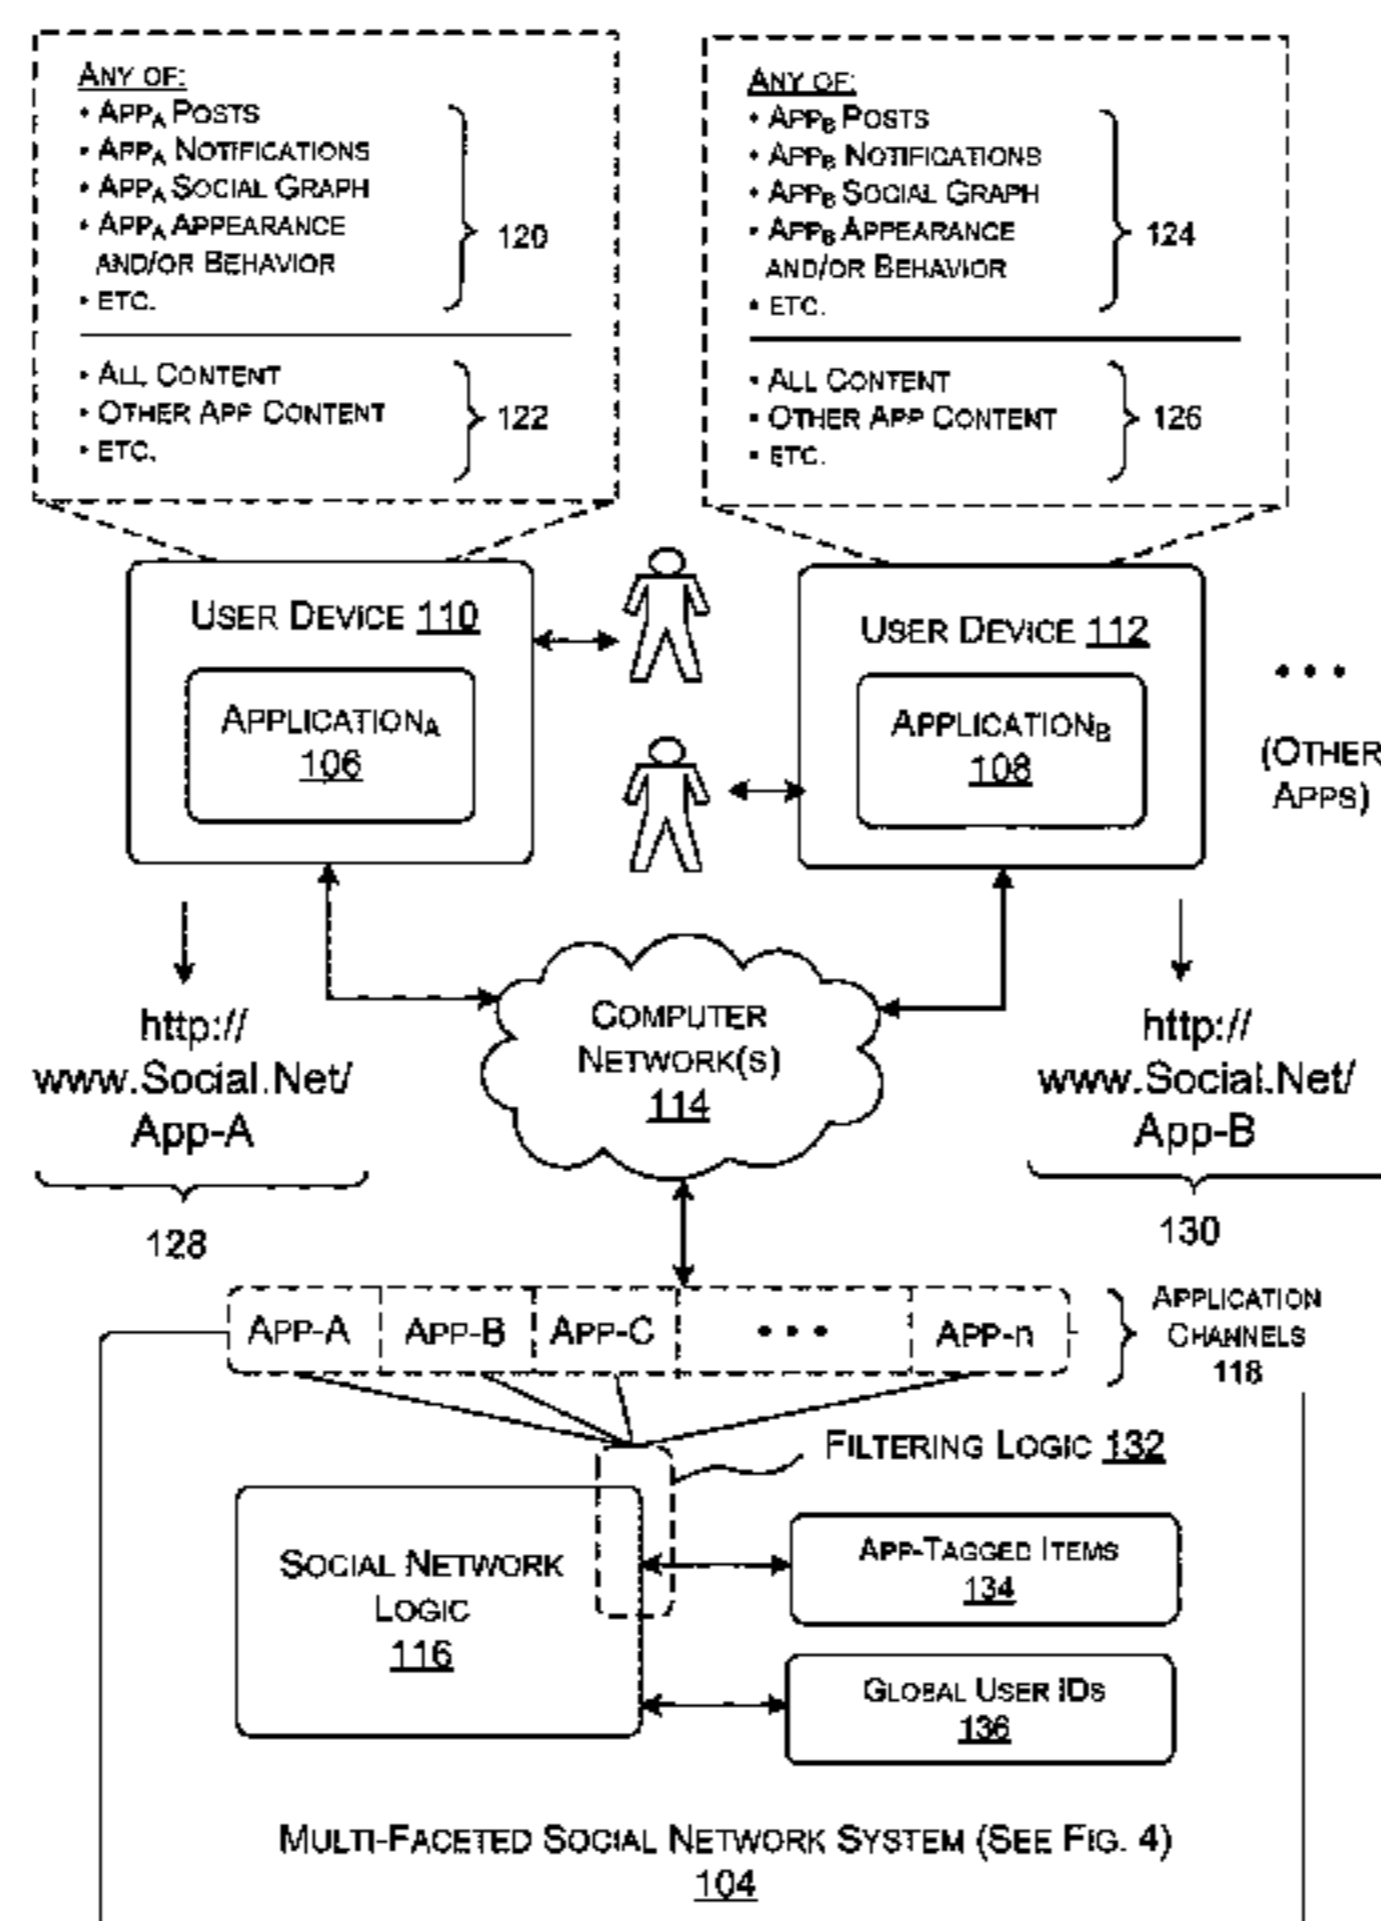 ANY OF:
• APPA POSTS
• APPA NOTIFICATIONS
• APPA SOCIAL GRAPH
• APPA APPEARANCE
AND/OR BEHAVIOR
• ETC.
120
• ALL CONTENT
• OTHER APP CONTENT
• ETC.
122
ANY OF:
• APPB POSTS
• APPB NOTIFICATIONS
• APPB SOCIAL GRAPH
• APPB APPEARANCE
AND/OR BEHAVIOR
• ETC.
124
• ALL CONTENT
• OTHER APP CONTENT
• ETC.
126
USER DEVICE 110
APPLICATIONA
106
USER DEVICE 112
APPLICATIONB
108
• • •
(OTHER
APPS)
http://
www.Social.Net/
App-A
128
COMPUTER
NETWORK(S)
114
http://
www.Social.Net/
App-B
130
APP-A
APP-B
APP-C
• • •
APP-n
APPLICATION
CHANNELS
118
FILTERING LOGIC 132
SOCIAL NETWORK
LOGIC
116
APP-TAGGED ITEMS
134
GLOBAL USER IDS
136
MULTI-FACETED SOCIAL NETWORK SYSTEM (SEE FIG. 4)
104